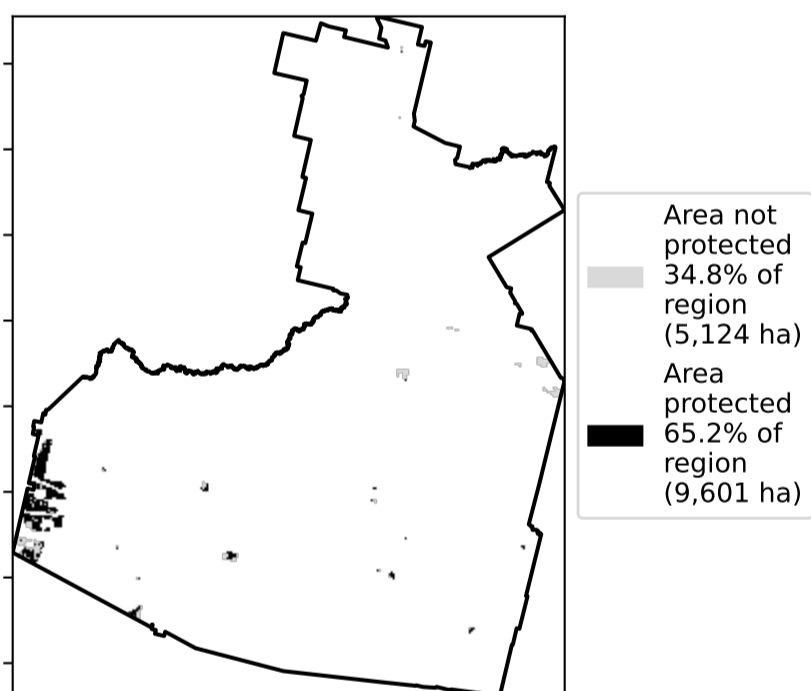 Area not
protected
34.8% of
region
(5,124 ha)
Area
protected
65.2% of
region
(9,601 ha)